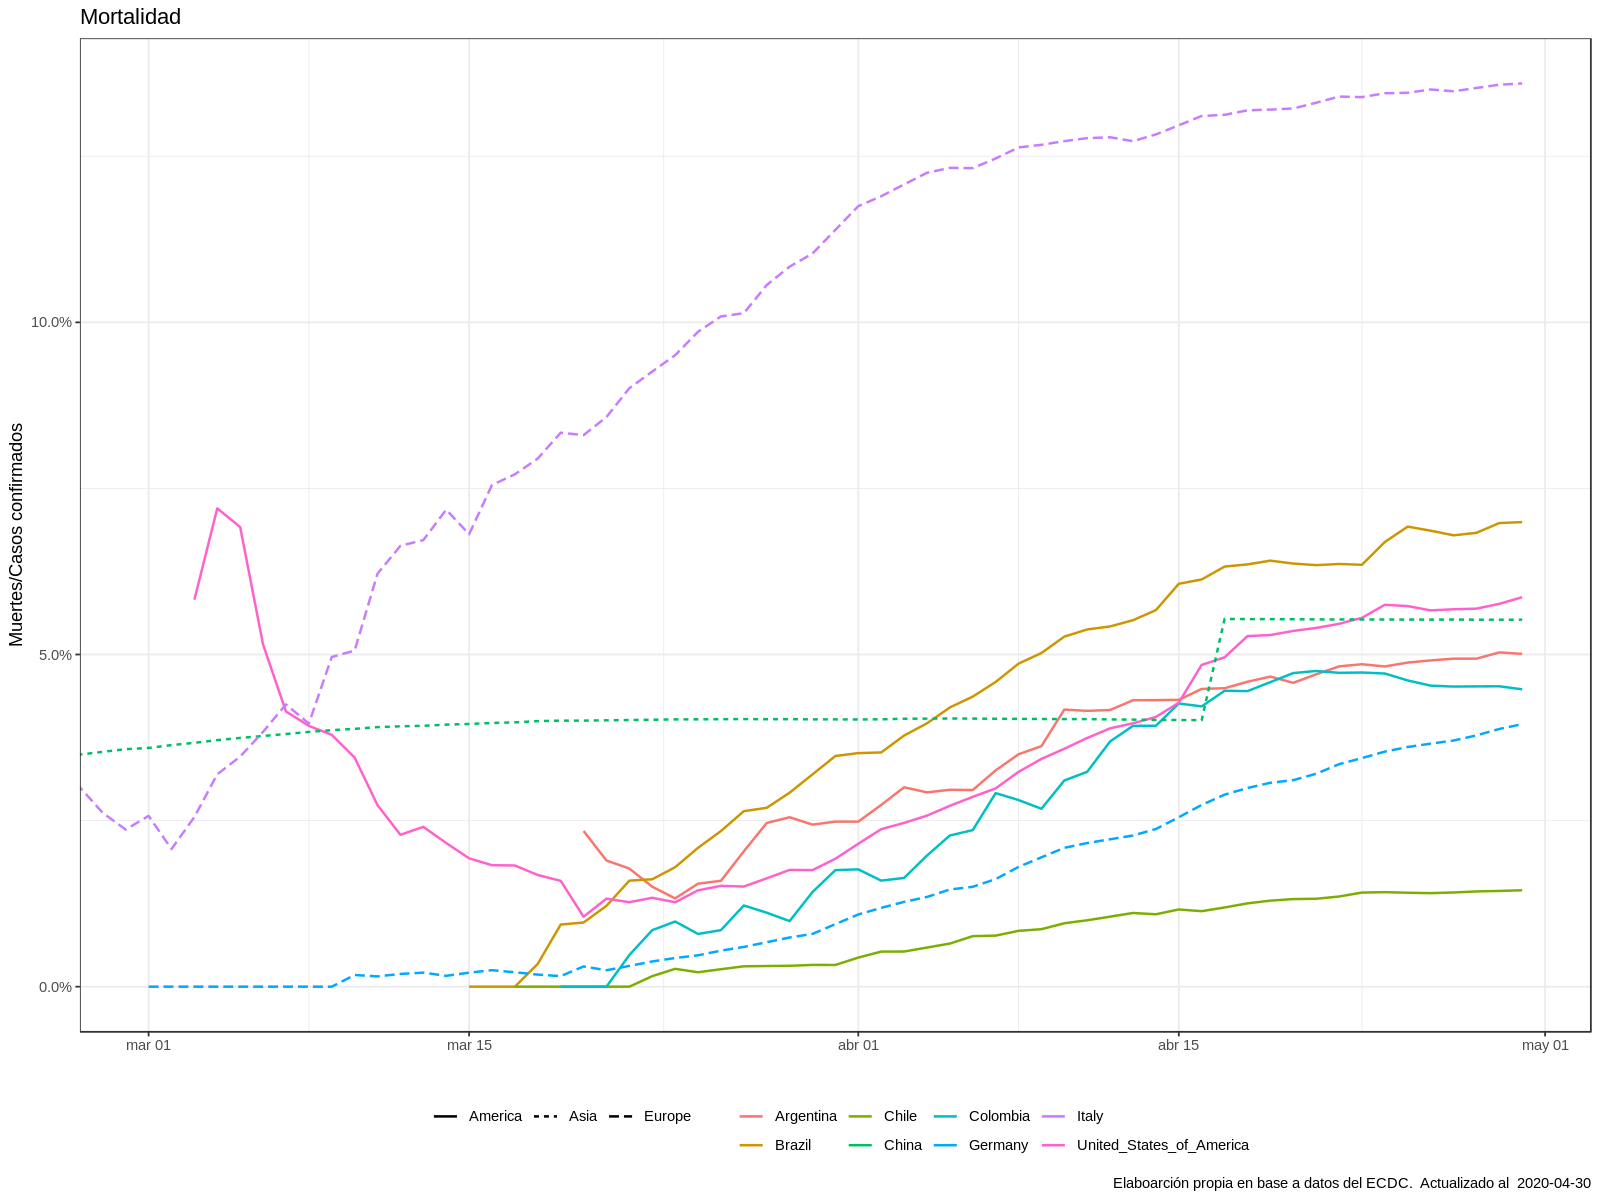 Mortalidad
Muertes/Casos confirmados
10.0%
5.0%
0.0%
mar 01 mar 15 abr 01 abr 15 may 01
America Asia Europe Argentina Chile Colombia Italy
Brazil China Germany United_States_of_America
Elaboarción propia en base a datos del ECDC. Actualizado al 2020-04-30